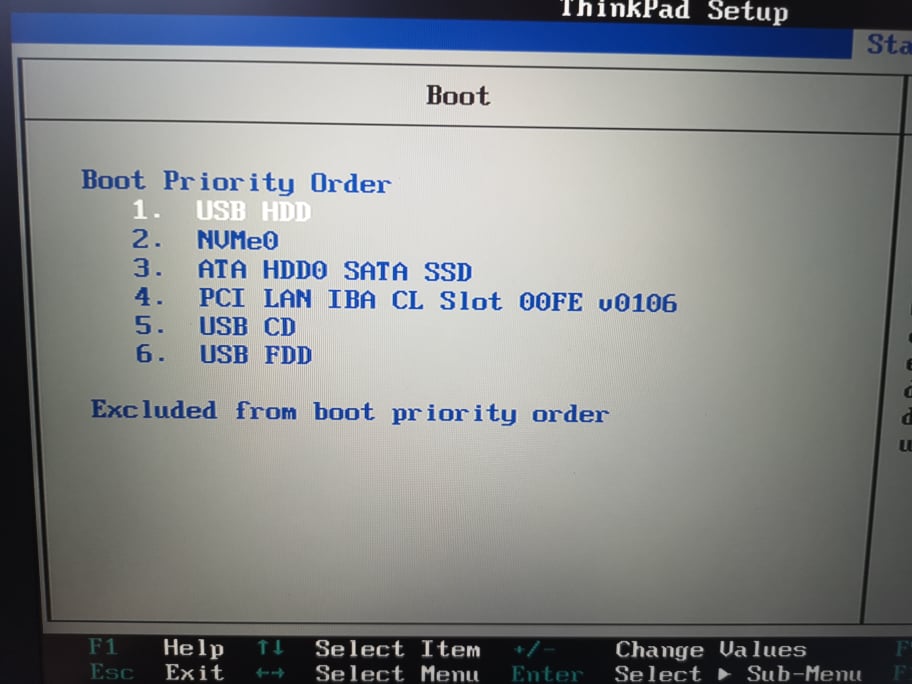 ThinkPad Setup
Boot
Boot Priority Order
1. USB HDD
2. NVMe0
3. ATA HDD0 SATA SSD
4. PCI LAN IBA CL Slot 00FE v0106
5. USB CD
6. USB FDD
Excluded from boot priority order
F1 Help ↑↓ Select Item +/- Change Values
Esc Exit ←→ Select Menu Enter Select ▶ Sub-Menu